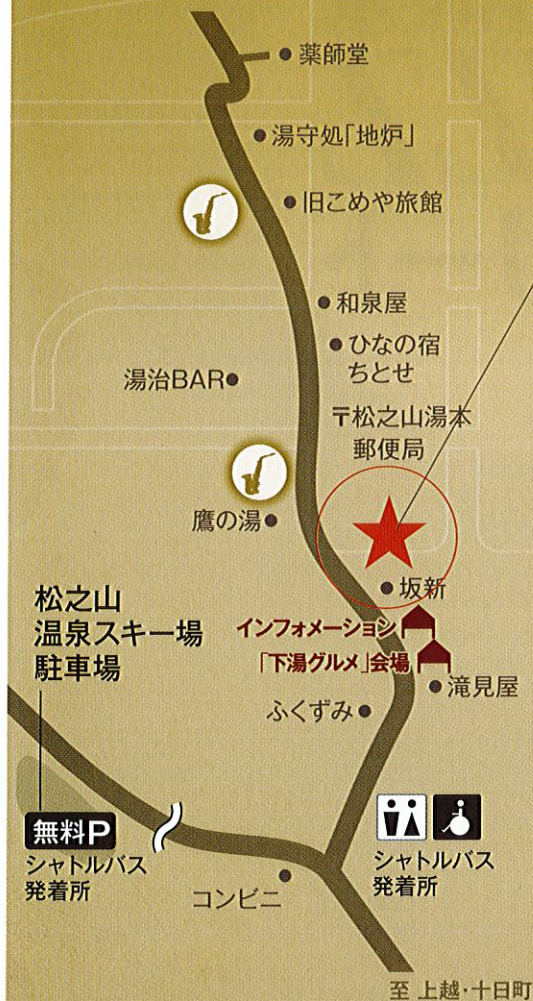 薬師堂
湯守処「地炉」
旧こめや旅館
和泉屋
ひなの宿
ちとせ
湯治BAR
〒松之山湯本
郵便局
鷹の湯
坂新
松之山
温泉スキー場
駐車場
インフォメーション
「下湯グルメ」会場
滝見屋
ふくずみ
無料P
シャトルバス
発着所
シャトルバス
発着所
コンビニ
至 上越・十日町